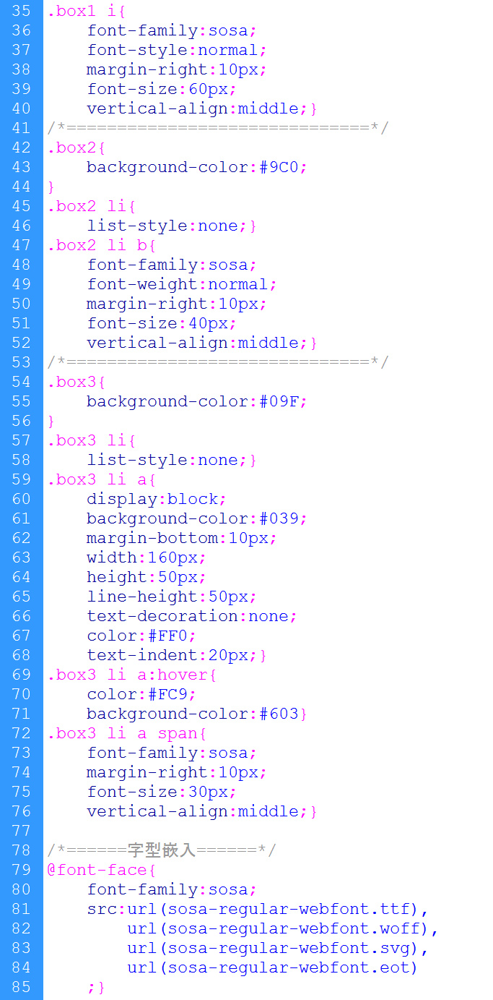 35 .box1 i{
36     font-family:sosa;
37     font-style:normal;
38     margin-right:10px;
39     font-size:60px;
40     vertical-align:middle;}
41 /*==============================*/
42 .box2{
43     background-color:#9C0;
44 }
45 .box2 li{
46     list-style:none;}
47 .box2 li b{
48     font-family:sosa;
49     font-weight:normal;
50     margin-right:10px;
51     font-size:40px;
52     vertical-align:middle;}
53 /*==============================*/
54 .box3{
55     background-color:#09F;
56 }
57 .box3 li{
58     list-style:none;}
59 .box3 li a{
60     display:block;
61     background-color:#039;
62     margin-bottom:10px;
63     width:160px;
64     height:50px;
65     line-height:50px;
66     text-decoration:none;
67     color:#FF0;
68     text-indent:20px;}
69 .box3 li a:hover{
70     color:#FC9;
71     background-color:#603}
72 .box3 li a span{
73     font-family:sosa;
74     margin-right:10px;
75     font-size:30px;
76     vertical-align:middle;}
77
78 /*======字型嵌入======*/
79 @font-face{
80     font-family:sosa;
81     src:url(sosa-regular-webfont.ttf),
82         url(sosa-regular-webfont.woff),
83         url(sosa-regular-webfont.svg),
84         url(sosa-regular-webfont.eot)
85     ;}